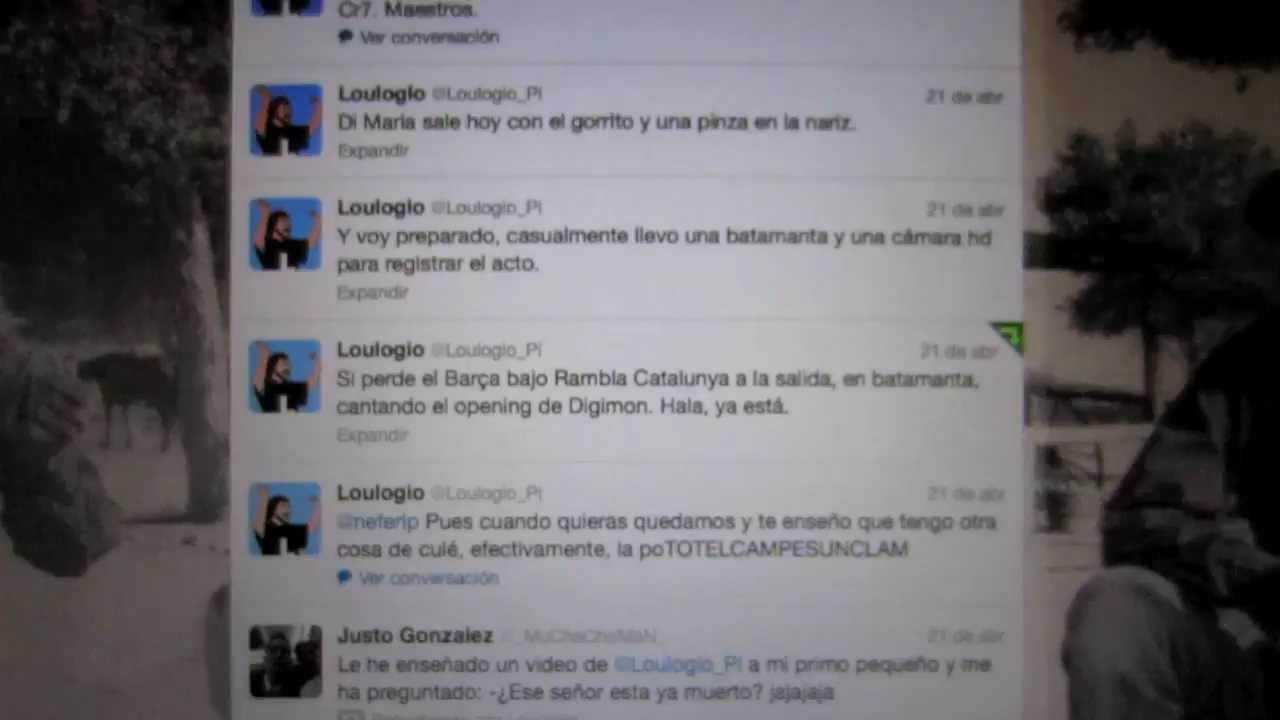 Cr7. Maestros.
Ver conversación
Loulogio @Loulogio_Pi
21 de abr
Di Maria sale hoy con el gorrito y una pinza en la nariz.
Expandir
Loulogio @Loulogio_Pi
21 de abr
Y voy preparado, casualmente llevo una batamanta y una cámara hd
para registrar el acto.
Expandir
Loulogio @Loulogio_Pi
21 de abr
Si perde el Barça bajo Rambla Catalunya a la salida, en batamanta,
cantando el opening de Digimon. Hala, ya está.
Expandir
Loulogio @Loulogio_Pi
21 de abr
@neferip Pues cuando quieras quedamos y te enseño que tengo otra
cosa de culé, efectivamente, la poTOTELCAMPESUNCLAM
Ver conversación
Justo Gonzalez @_MuChaChoMaN_
21 de abr
Le he enseñado un video de @Loulogio_Pi a mi primo pequeño y me
ha preguntado: -¿Ese señor esta ya muerto? jajajaja